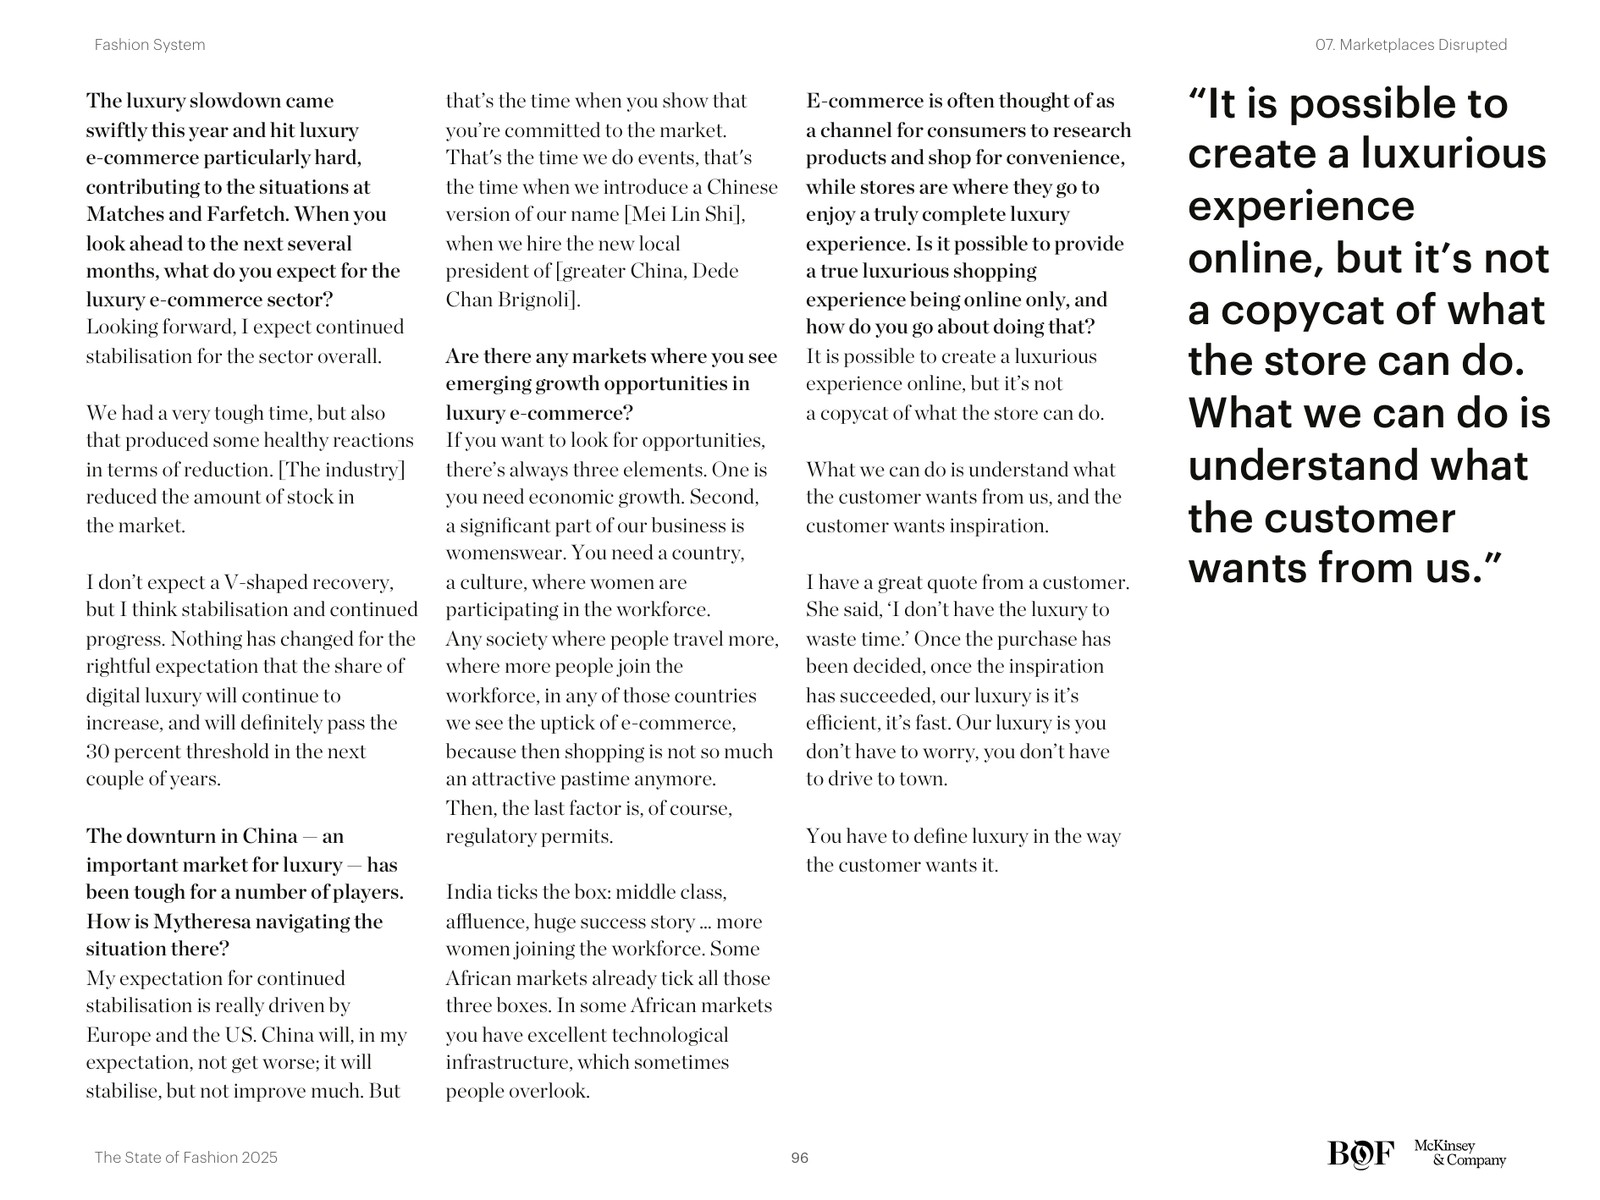 Fashion System
07. Marketplaces Disrupted
The luxury slowdown came
swiftly this year and hit luxury
e-commerce particularly hard,
contributing to the situations at
Matches and Farfetch. When you
look ahead to the next several
months, what do you expect for the
luxury e-commerce sector?
Looking forward, I expect continued
stabilisation for the sector overall.
We had a very tough time, but also
that produced some healthy reactions
in terms of reduction. [The industry]
reduced the amount of stock in
the market.
I don’t expect a V-shaped recovery,
but I think stabilisation and continued
progress. Nothing has changed for the
rightful expectation that the share of
digital luxury will continue to
increase, and will definitely pass the
30 percent threshold in the next
couple of years.
The downturn in China — an
important market for luxury — has
been tough for a number of players.
How is Mytheresa navigating the
situation there?
My expectation for continued
stabilisation is really driven by
Europe and the US. China will, in my
expectation, not get worse; it will
stabilise, but not improve much. But
that’s the time when you show that
you’re committed to the market.
That's the time we do events, that's
the time when we introduce a Chinese
version of our name [Mei Lin Shi],
when we hire the new local
president of [greater China, Dede
Chan Brignoli].
Are there any markets where you see
emerging growth opportunities in
luxury e-commerce?
If you want to look for opportunities,
there’s always three elements. One is
you need economic growth. Second,
a significant part of our business is
womenswear. You need a country,
a culture, where women are
participating in the workforce.
Any society where people travel more,
where more people join the
workforce, in any of those countries
we see the uptick of e-commerce,
because then shopping is not so much
an attractive pastime anymore.
Then, the last factor is, of course,
regulatory permits.
India ticks the box: middle class,
affluence, huge success story ... more
women joining the workforce. Some
African markets already tick all those
three boxes. In some African markets
you have excellent technological
infrastructure, which sometimes
people overlook.
E-commerce is often thought of as
a channel for consumers to research
products and shop for convenience,
while stores are where they go to
enjoy a truly complete luxury
experience. Is it possible to provide
a true luxurious shopping
experience being online only, and
how do you go about doing that?
It is possible to create a luxurious
experience online, but it’s not
a copycat of what the store can do.
What we can do is understand what
the customer wants from us, and the
customer wants inspiration.
I have a great quote from a customer.
She said, ‘I don’t have the luxury to
waste time.’ Once the purchase has
been decided, once the inspiration
has succeeded, our luxury is it’s
efficient, it’s fast. Our luxury is you
don’t have to worry, you don’t have
to drive to town.
You have to define luxury in the way
the customer wants it.
“It is possible to
create a luxurious
experience
online, but it’s not
a copycat of what
the store can do.
What we can do is
understand what
the customer
wants from us.”
The State of Fashion 2025
96
BOF
McKinsey
& Company